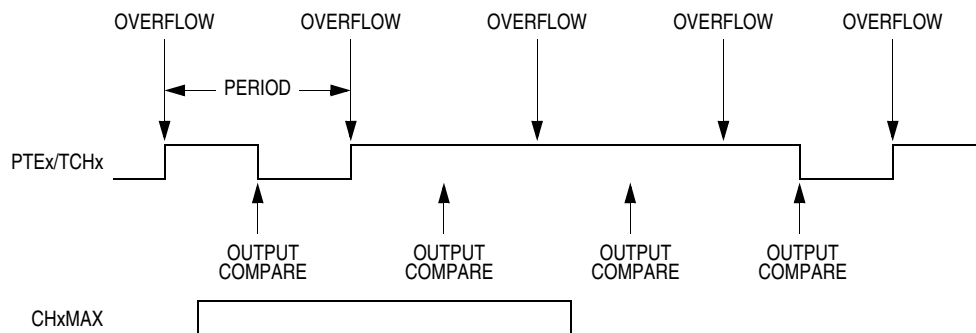 OVERFLOW OVERFLOW OVERFLOW OVERFLOW OVERFLOW
PERIOD
PTEx/TCHx
OUTPUT COMPARE
OUTPUT COMPARE
OUTPUT COMPARE
OUTPUT COMPARE
CHxMAX